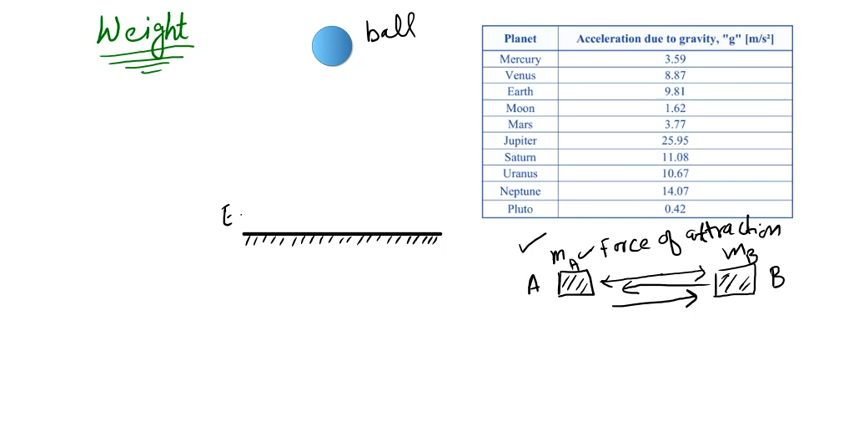 Weight
ball
Planet Acceleration due to gravity, "g" [m/s²]
Mercury 3.59
Venus 8.87
Earth 9.81
Moon 1.62
Mars 3.77
Jupiter 25.95
Saturn 11.08
Uranus 10.67
Neptune 14.07
Pluto 0.42
E.
✓ force of attraction
mA ✓ mB
A B